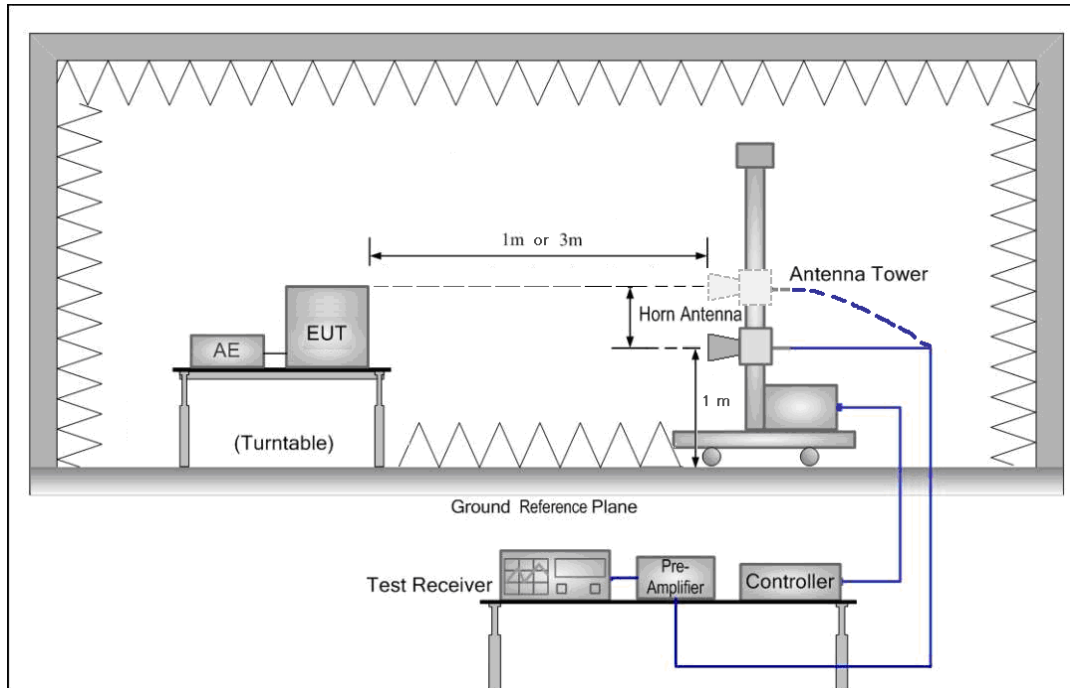 1m or 3m
Antenna Tower
Horn Antenna
EUT
AE
1 m
(Turntable)
Ground Reference Plane
Test Receiver
Pre-
Amplifier
Controller